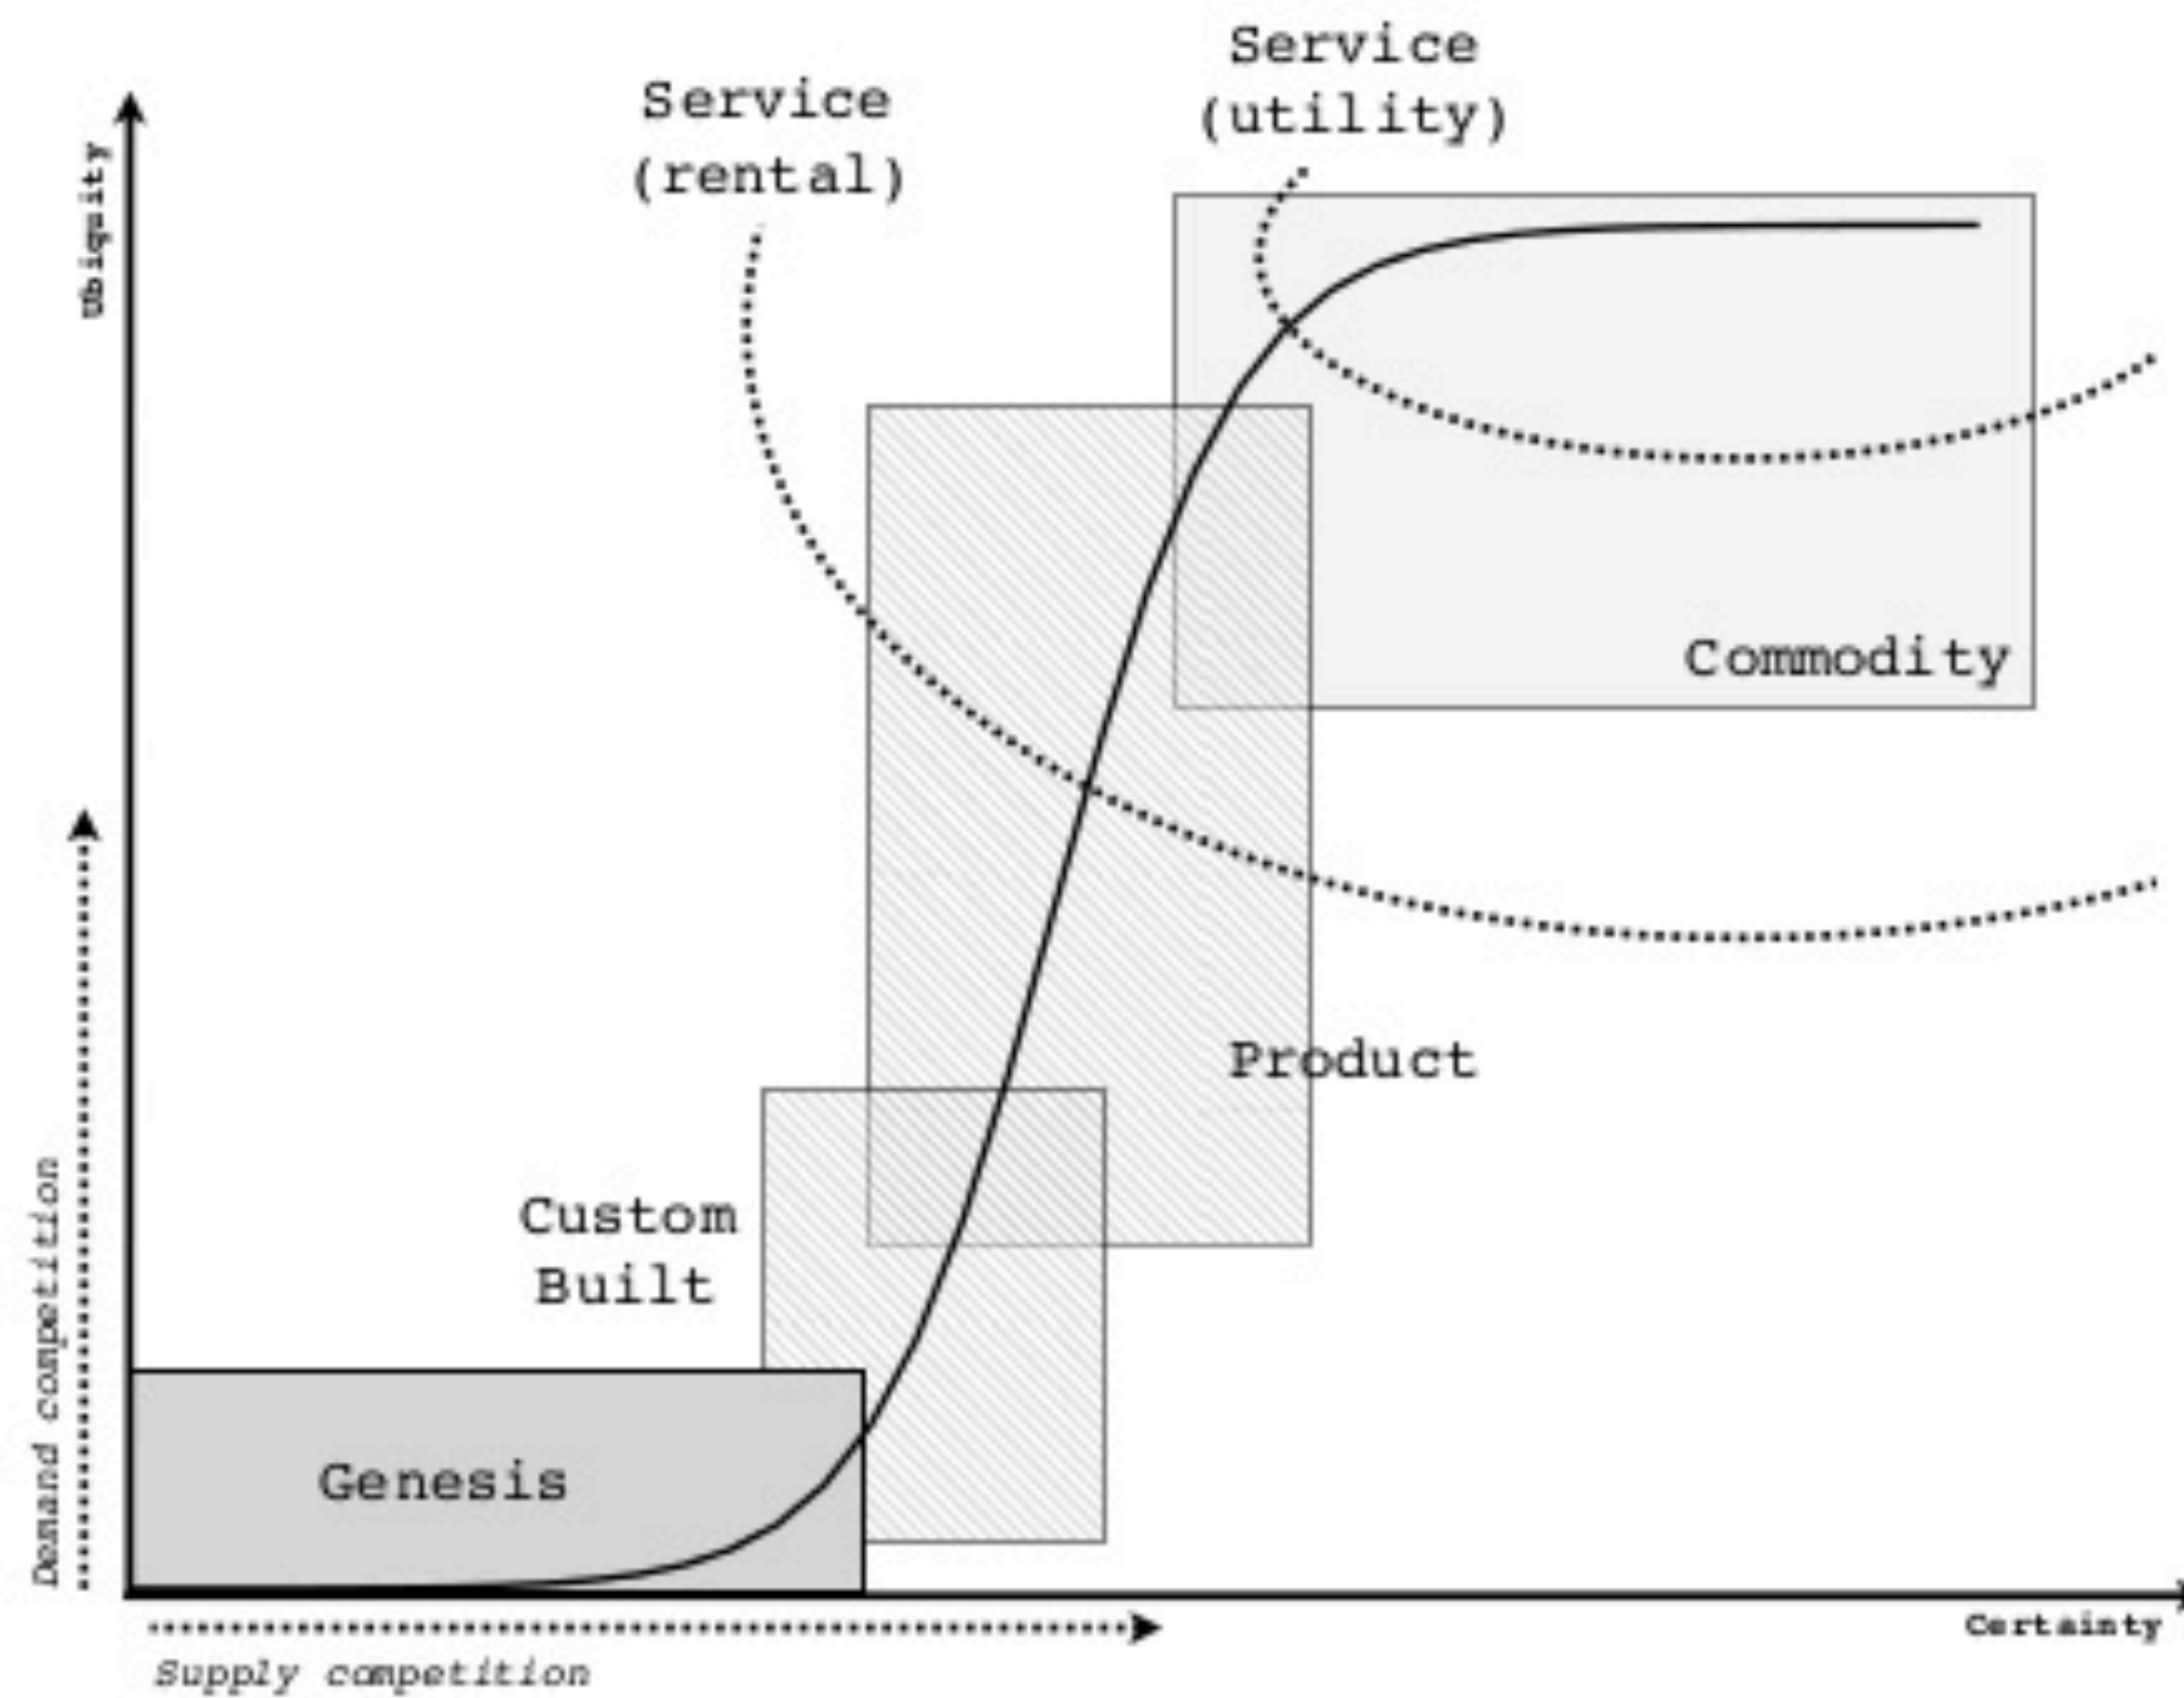 Service
(utility)
Service
(rental)
Ubiquity
Commodity
Product
Custom
Built
Demand competition
Genesis
Certainty
Supply competition